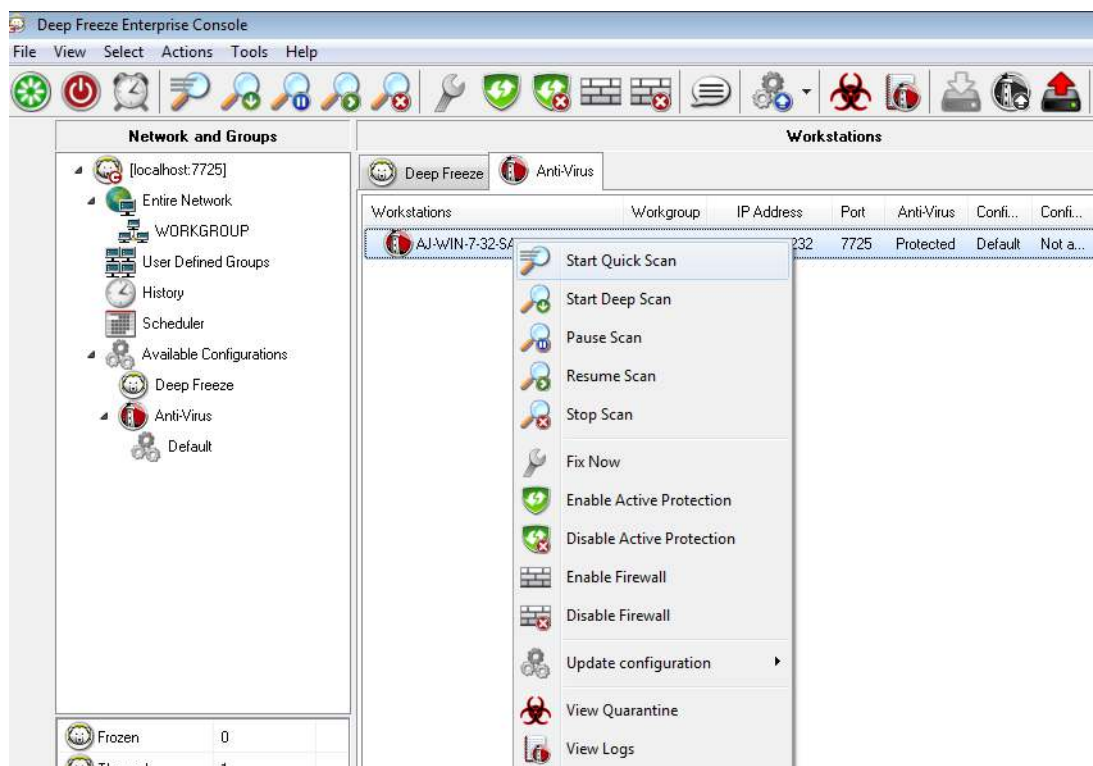 Deep Freeze Enterprise Console
File View Select Actions Tools Help
Network and Groups
Workstations
[localhost:7725]
Entire Network
WORKGROUP
User Defined Groups
History
Scheduler
Available Configurations
Deep Freeze
Anti-Virus
Default
Deep Freeze Anti-Virus
Workstations Workgroup IP Address Port Anti-Virus Confi... Confi...
AJ-WIN-7-32-SA 232 7725 Protected Default Not a...
Start Quick Scan
Start Deep Scan
Pause Scan
Resume Scan
Stop Scan
Fix Now
Enable Active Protection
Disable Active Protection
Enable Firewall
Disable Firewall
Update configuration
View Quarantine
View Logs
Frozen 0